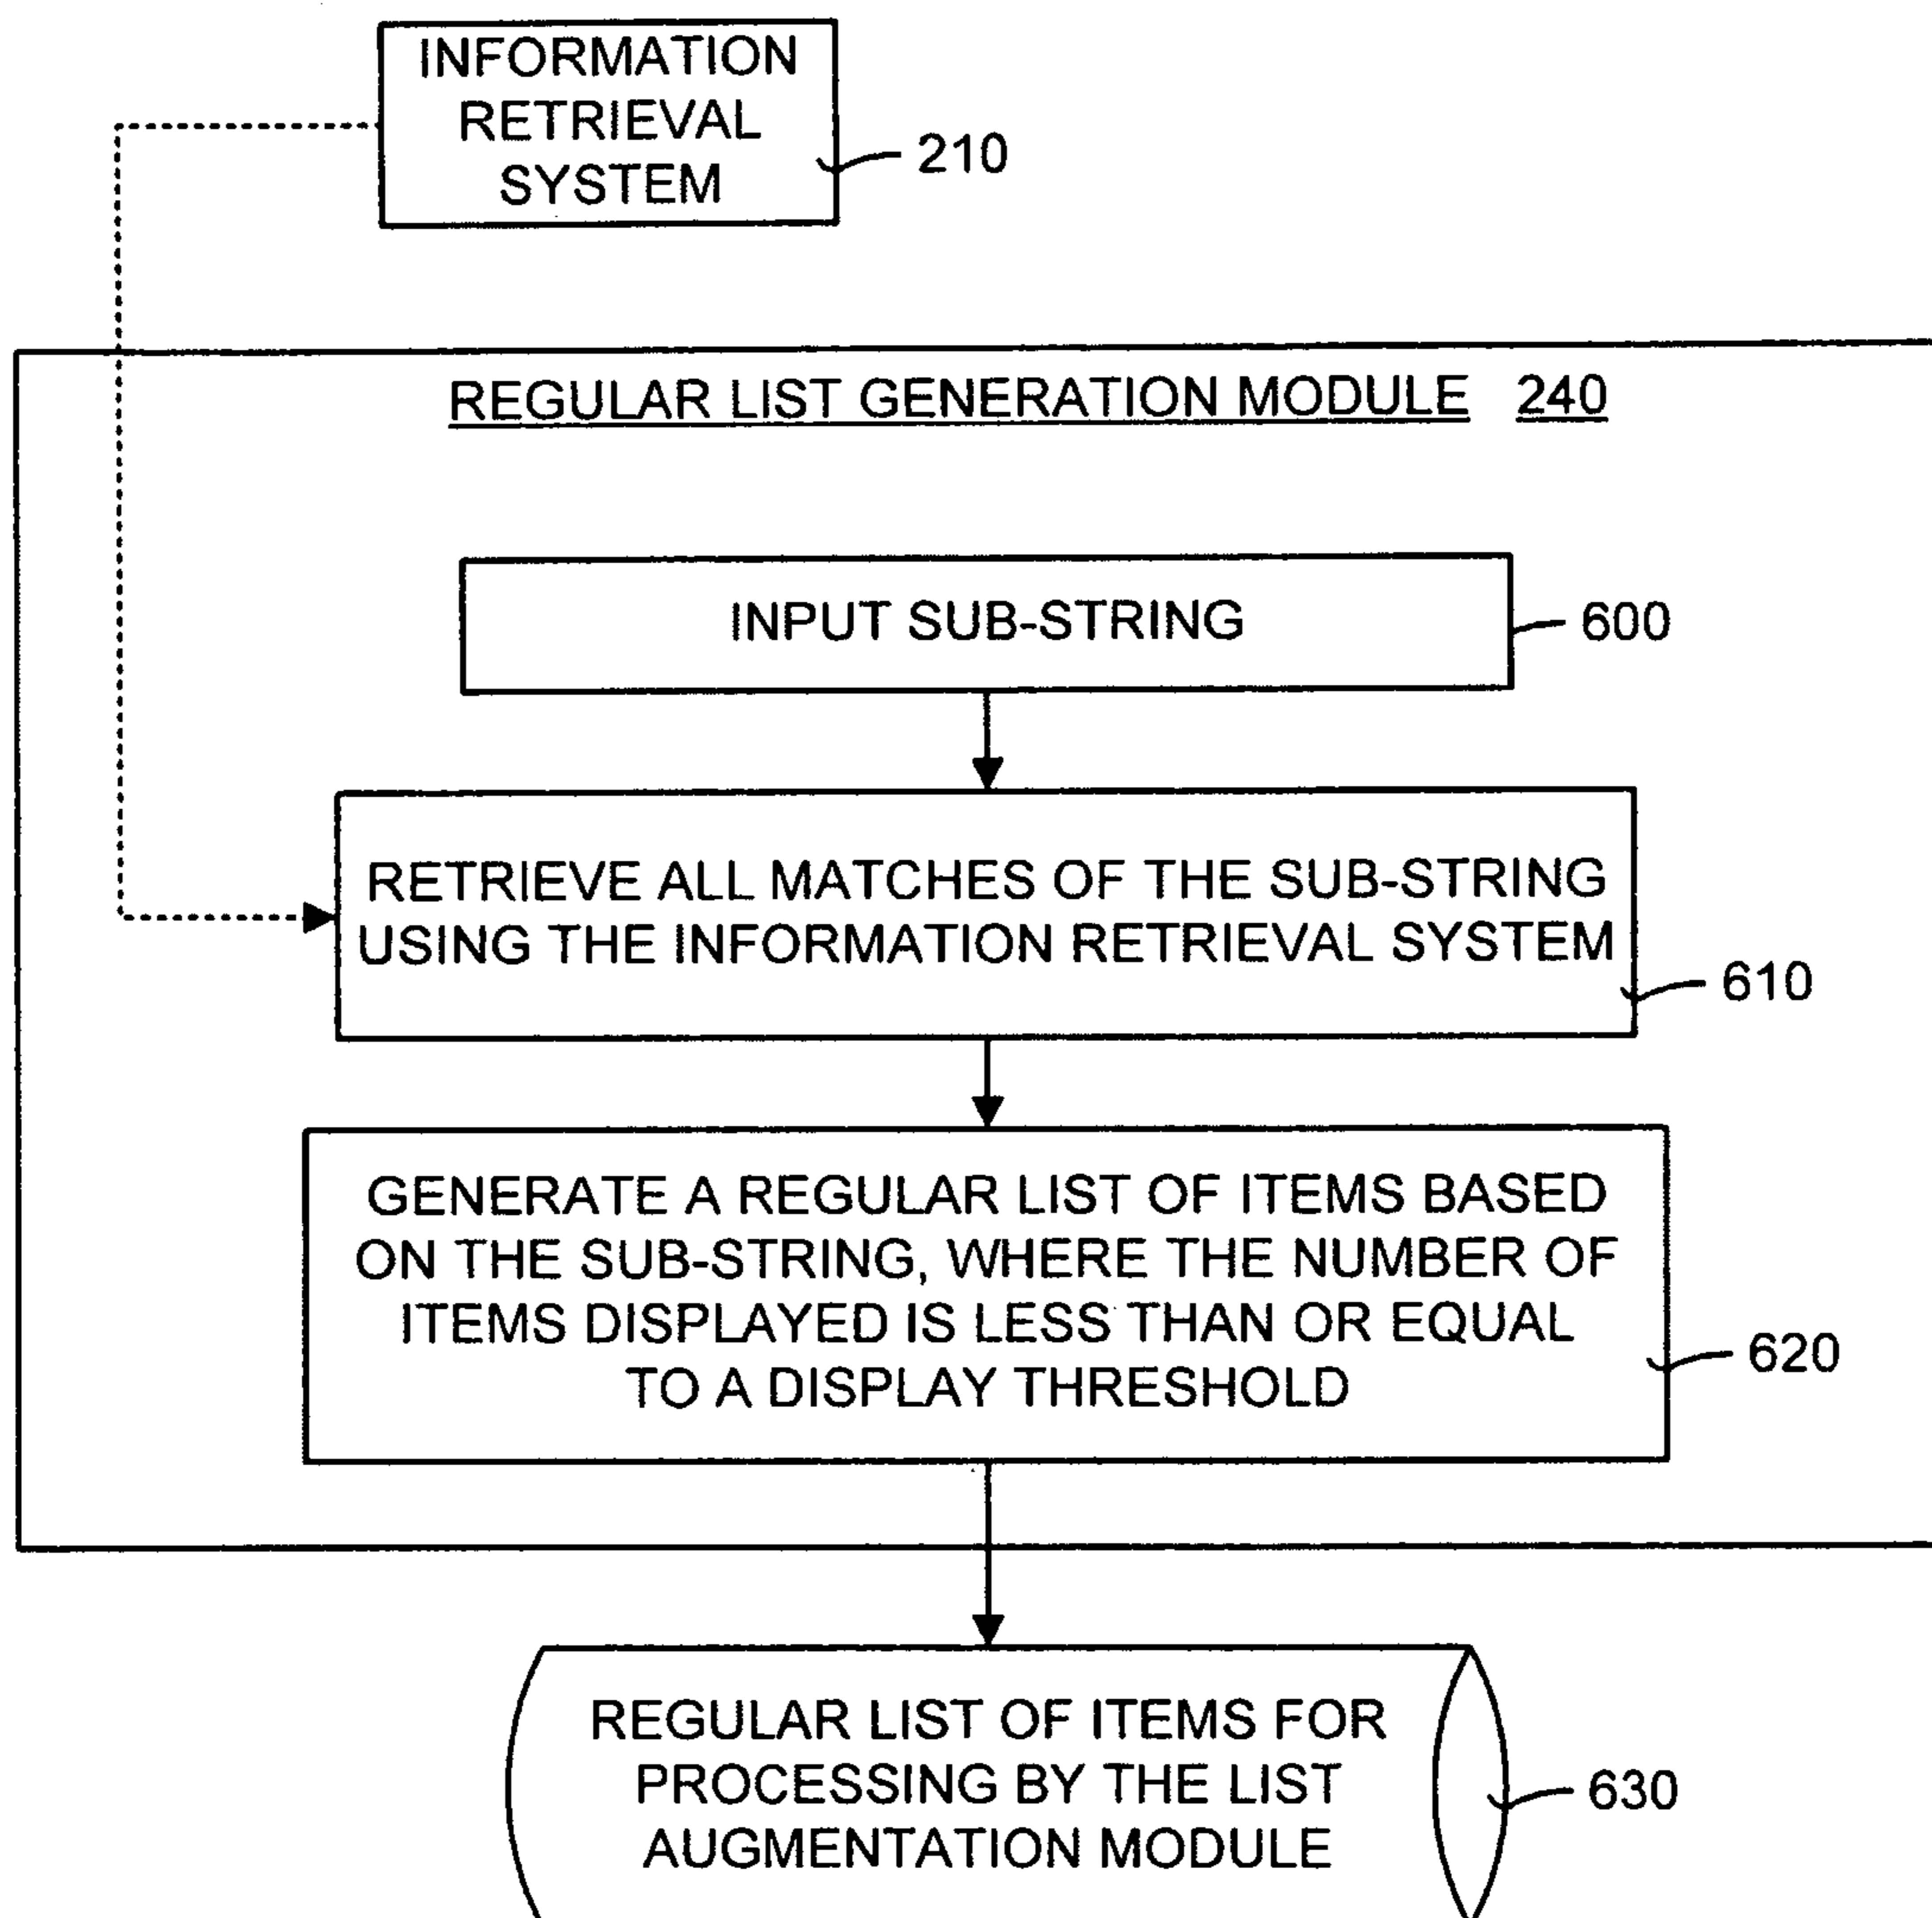 INFORMATION
RETRIEVAL
SYSTEM
210
REGULAR LIST GENERATION MODULE 240
INPUT SUB-STRING
600
RETRIEVE ALL MATCHES OF THE SUB-STRING
USING THE INFORMATION RETRIEVAL SYSTEM
610
GENERATE A REGULAR LIST OF ITEMS BASED
ON THE SUB-STRING, WHERE THE NUMBER OF
ITEMS DISPLAYED IS LESS THAN OR EQUAL
TO A DISPLAY THRESHOLD
620
REGULAR LIST OF ITEMS FOR
PROCESSING BY THE LIST
AUGMENTATION MODULE
630